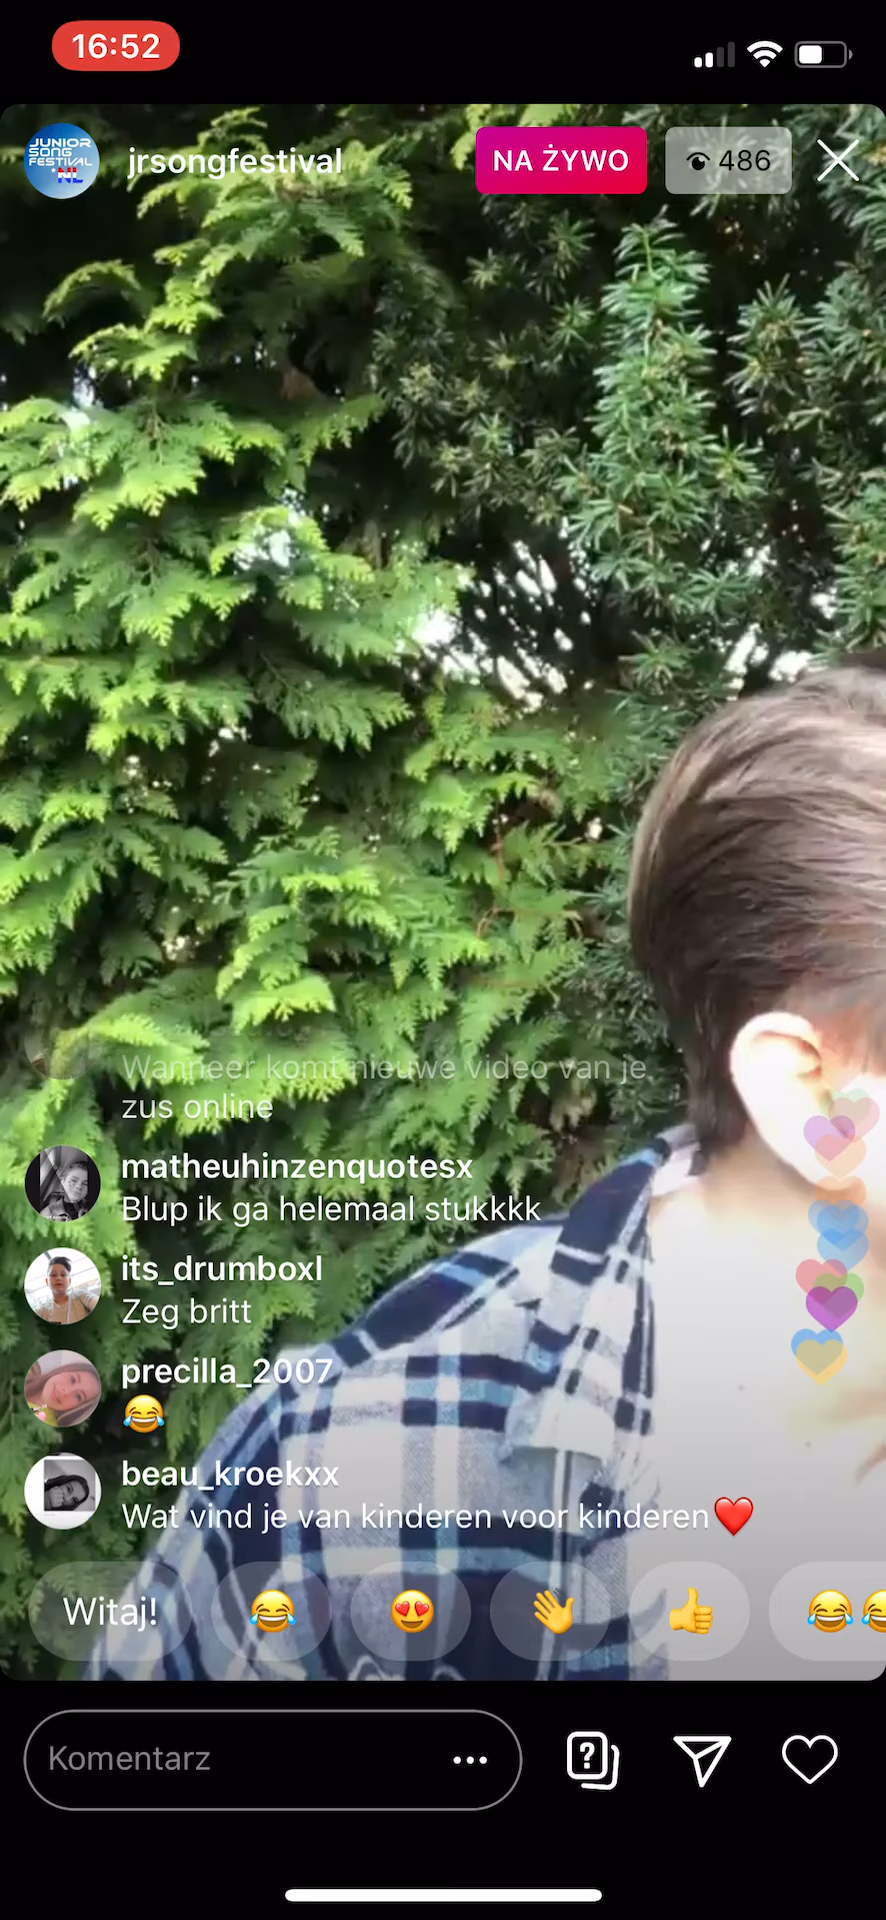 16:52
JUNIOR
SONG
FESTIVAL
NL
jrsongfestival
NA ŻYWO
486
Wanneer komt nieuwe video van je
zus online
matheuhinzenquotesx
Blup ik ga helemaal stukkkk
its_drumboxl
Zeg britt
precilla_2007
😂
beau_kroekxx
Wat vind je van kinderen voor kinderen❤️
Witaj! 😂 😍 👋 👍 😂😂
Komentarz